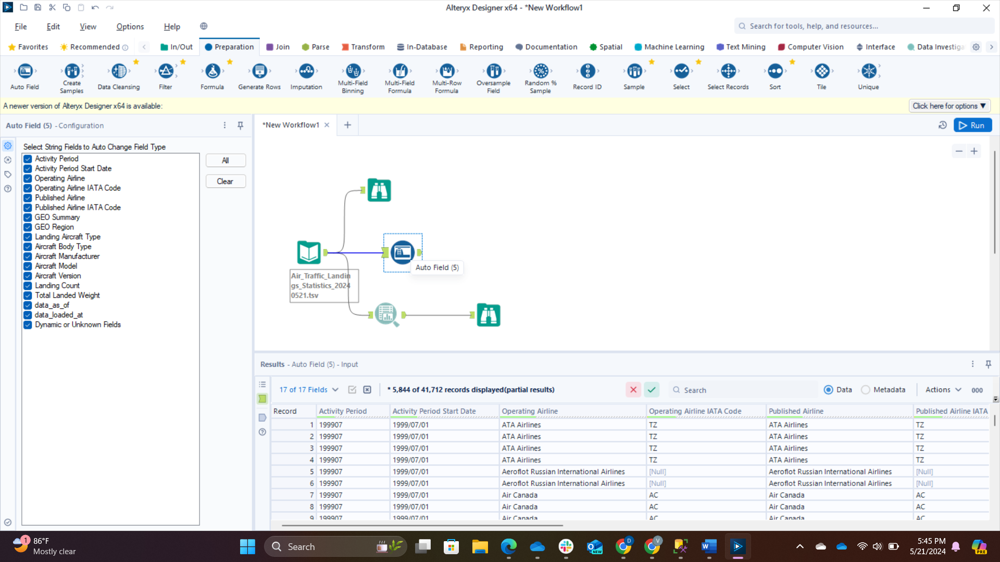 Alteryx Designer x64 - *New Workflow1
File Edit View Options Help
Search for tools, help, and resources...
Favorites Recommended In/Out Preparation Join Parse Transform In-Database Reporting Documentation Spatial Machine Learning Text Mining Computer Vision Interface Data Investiga
Auto Field
Create Samples
Data Cleansing
Filter
Formula
Generate Rows
Imputation
Multi-Field Binning
Multi-Field Formula
Multi-Row Formula
Oversample Field
Random % Sample
Record ID
Sample
Select
Select Records
Sort
Tile
Unique
A newer version of Alteryx Designer x64 is available:
Click here for options ▼
Auto Field (5) - Configuration
Select String Fields to Auto Change Field Type
Activity Period
Activity Period Start Date
Operating Airline
Operating Airline IATA Code
Published Airline
Published Airline IATA Code
GEO Summary
GEO Region
Landing Aircraft Type
Aircraft Body Type
Aircraft Manufacturer
Aircraft Model
Aircraft Version
Landing Count
Total Landed Weight
data_as_of
data_loaded_at
Dynamic or Unknown Fields
All
Clear
*New Workflow1
Run
Auto Field (5)
Air_Traffic_Landin
gs_Statistics_2024
0521.tsv
Results - Auto Field (5) - Input
17 of 17 Fields
* 5,844 of 41,712 records displayed(partial results)
Search
Data
Metadata
Actions
000
Record Activity Period Activity Period Start Date Operating Airline Operating Airline IATA Code Published Airline Published Airline IATA
1 199907 1999/07/01 ATA Airlines TZ ATA Airlines TZ
2 199907 1999/07/01 ATA Airlines TZ ATA Airlines TZ
3 199907 1999/07/01 ATA Airlines TZ ATA Airlines TZ
4 199907 1999/07/01 ATA Airlines TZ ATA Airlines TZ
5 199907 1999/07/01 Aeroflot Russian International Airlines [Null] Aeroflot Russian International Airlines [Null]
6 199907 1999/07/01 Aeroflot Russian International Airlines [Null] Aeroflot Russian International Airlines [Null]
7 199907 1999/07/01 Air Canada AC Air Canada AC
8 199907 1999/07/01 Air Canada AC Air Canada AC
9 199907 1999/07/01 Air Canada AC Air Canada AC
1
86°F
Mostly clear
Search
NEW
D
V
W
5:45 PM
5/21/2024
PRE